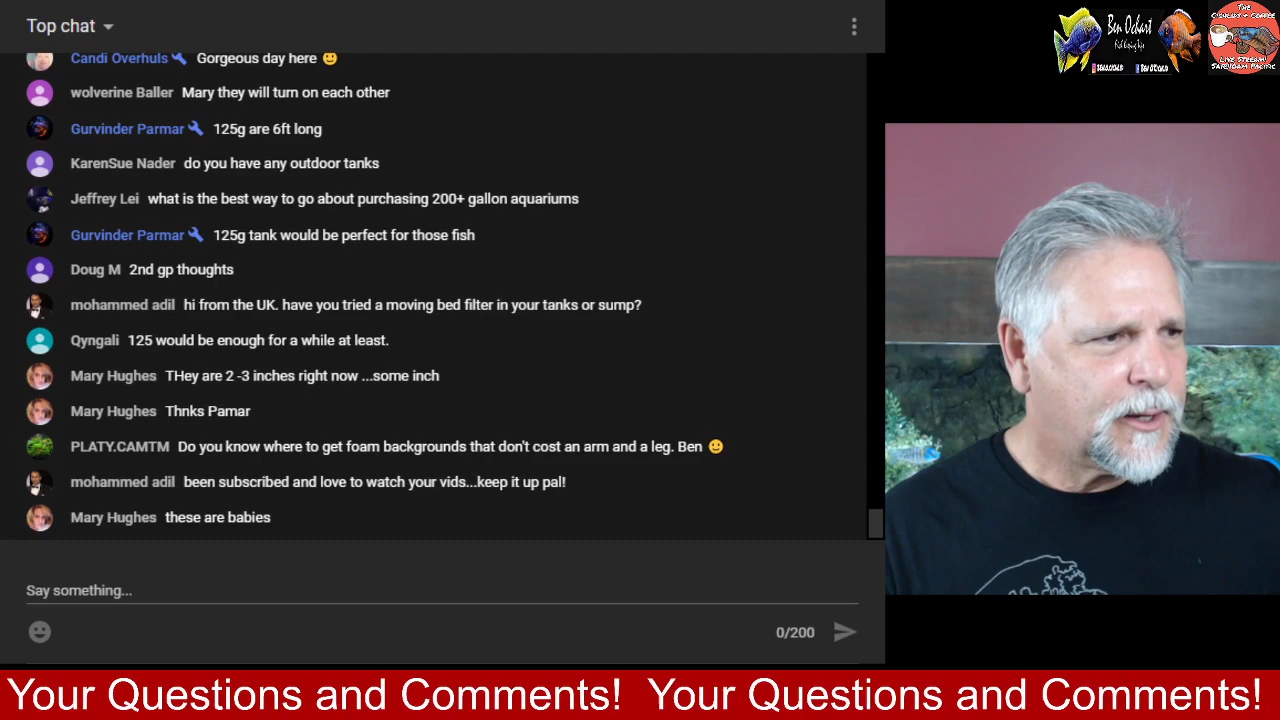 Top chat
Candi Overhuls Gorgeous day here
wolverine Baller Mary they will turn on each other
Gurvinder Parmar 125g are 6ft long
KarenSue Nader do you have any outdoor tanks
Jeffrey Lei what is the best way to go about purchasing 200+ gallon aquariums
Gurvinder Parmar 125g tank would be perfect for those fish
Doug M 2nd gp thoughts
mohammed adil hi from the UK. have you tried a moving bed filter in your tanks or sump?
Qyngali 125 would be enough for a while at least.
Mary Hughes THey are 2 -3 inches right now ...some inch
Mary Hughes Thnks Pamar
PLATY.CAMTM Do you know where to get foam backgrounds that don't cost an arm and a leg. Ben
mohammed adil been subscribed and love to watch your vids...keep it up pal!
Mary Hughes these are babies
Say something...
0/200
Ben Ochart
The
Cichlids & Coffee
Live Stream!
Your Questions and Comments! Your Questions and Comments!